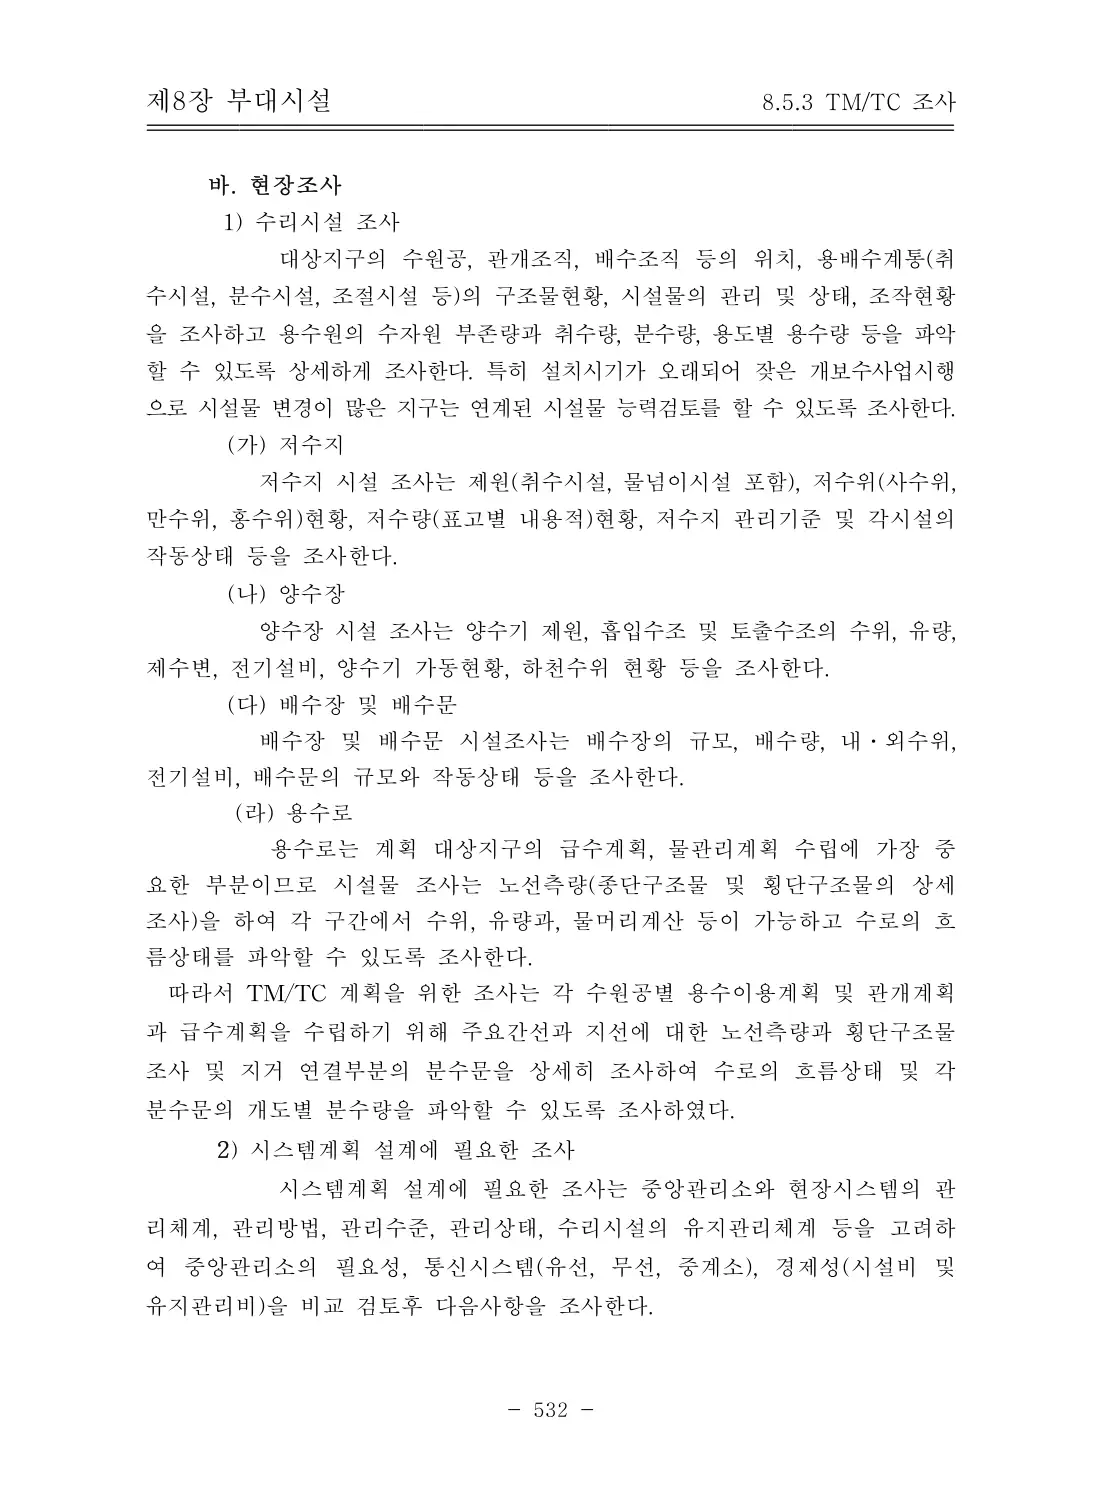 제8장 부대시설
8.5.3 TM/TC 조사
바. 현장조사
1) 수리시설 조사
대상지구의 수원공, 관개조직, 배수조직 등의 위치, 용배수계통(취
수시설, 분수시설, 조절시설 등)의 구조물현황, 시설물의 관리 및 상태, 조작현황
을 조사하고 용수원의 수자원 부존량과 취수량, 분수량, 용도별 용수량 등을 파악
할 수 있도록 상세하게 조사한다. 특히 설치시기가 오래되어 잦은 개보수사업시행
으로 시설물 변경이 많은 지구는 연계된 시설물 능력검토를 할 수 있도록 조사한다.
(가) 저수지
저수지 시설 조사는 제원(취수시설, 물넘이시설 포함), 저수위(사수위,
만수위, 홍수위)현황, 저수량(표고별 내용적)현황, 저수지 관리기준 및 각시설의
작동상태 등을 조사한다.
(나) 양수장
양수장 시설 조사는 양수기 제원, 흡입수조 및 토출수조의 수위, 유량,
제수변, 전기설비, 양수기 가동현황, 하천수위 현황 등을 조사한다.
(다) 배수장 및 배수문
배수장 및 배수문 시설조사는 배수장의 규모, 배수량, 내・외수위,
전기설비, 배수문의 규모와 작동상태 등을 조사한다.
(라) 용수로
용수로는 계획 대상지구의 급수계획, 물관리계획 수립에 가장 중
요한 부분이므로 시설물 조사는 노선측량(종단구조물 및 횡단구조물의 상세
조사)을 하여 각 구간에서 수위, 유량과, 물머리계산 등이 가능하고 수로의 흐
름상태를 파악할 수 있도록 조사한다.
따라서 TM/TC 계획을 위한 조사는 각 수원공별 용수이용계획 및 관개계획
과 급수계획을 수립하기 위해 주요간선과 지선에 대한 노선측량과 횡단구조물
조사 및 지거 연결부분의 분수문을 상세히 조사하여 수로의 흐름상태 및 각
분수문의 개도별 분수량을 파악할 수 있도록 조사하였다.
2) 시스템계획 설계에 필요한 조사
시스템계획 설계에 필요한 조사는 중앙관리소와 현장시스템의 관
리체계, 관리방법, 관리수준, 관리상태, 수리시설의 유지관리체계 등을 고려하
여 중앙관리소의 필요성, 통신시스템(유선, 무선, 중계소), 경제성(시설비 및
유지관리비)을 비교 검토후 다음사항을 조사한다.
- 532 -